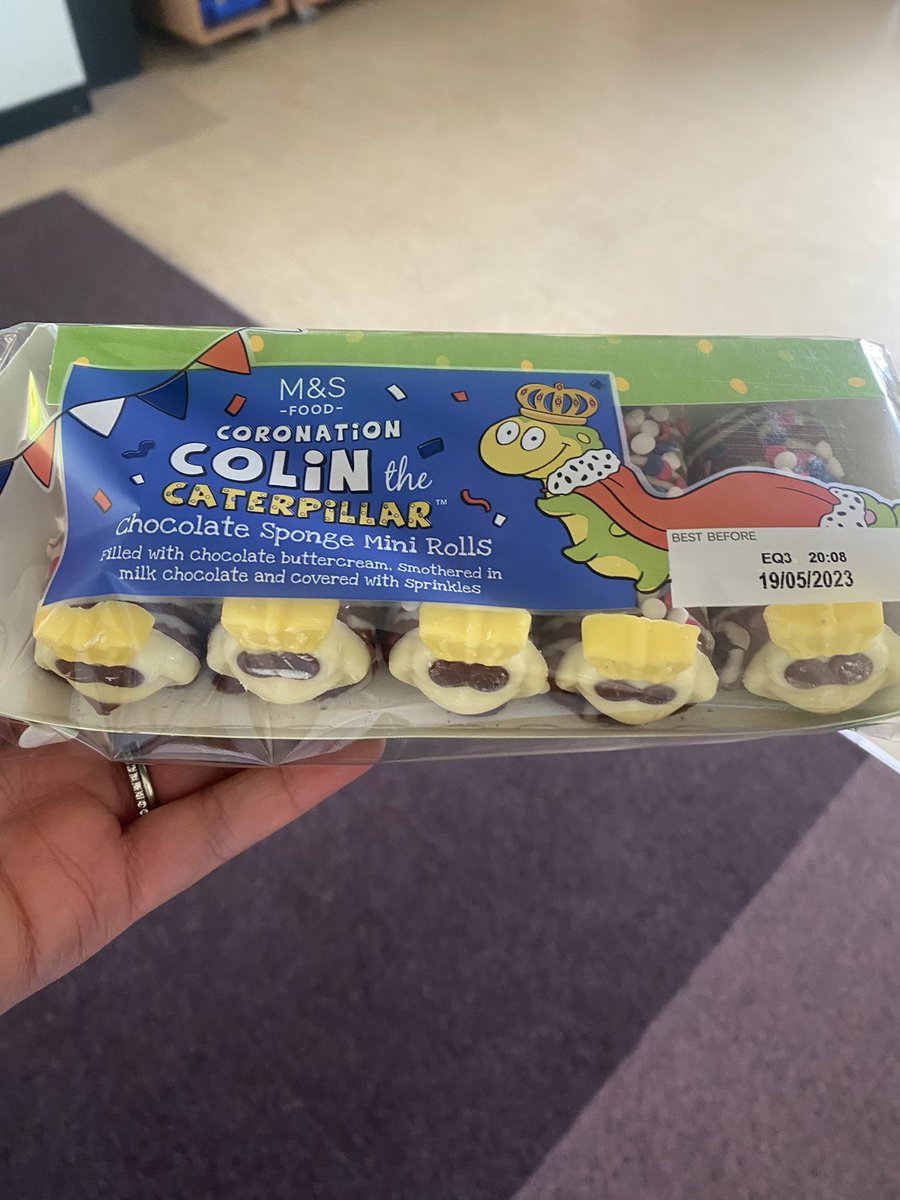 M&S
-FOOD-
CORONATION
COLIN the
CATERPILLAR™
Chocolate Sponge Mini Rolls
Filled with chocolate buttercream, smothered in
milk chocolate and covered with sprinkles
BEST BEFORE
EQ3 20:08
19/05/2023